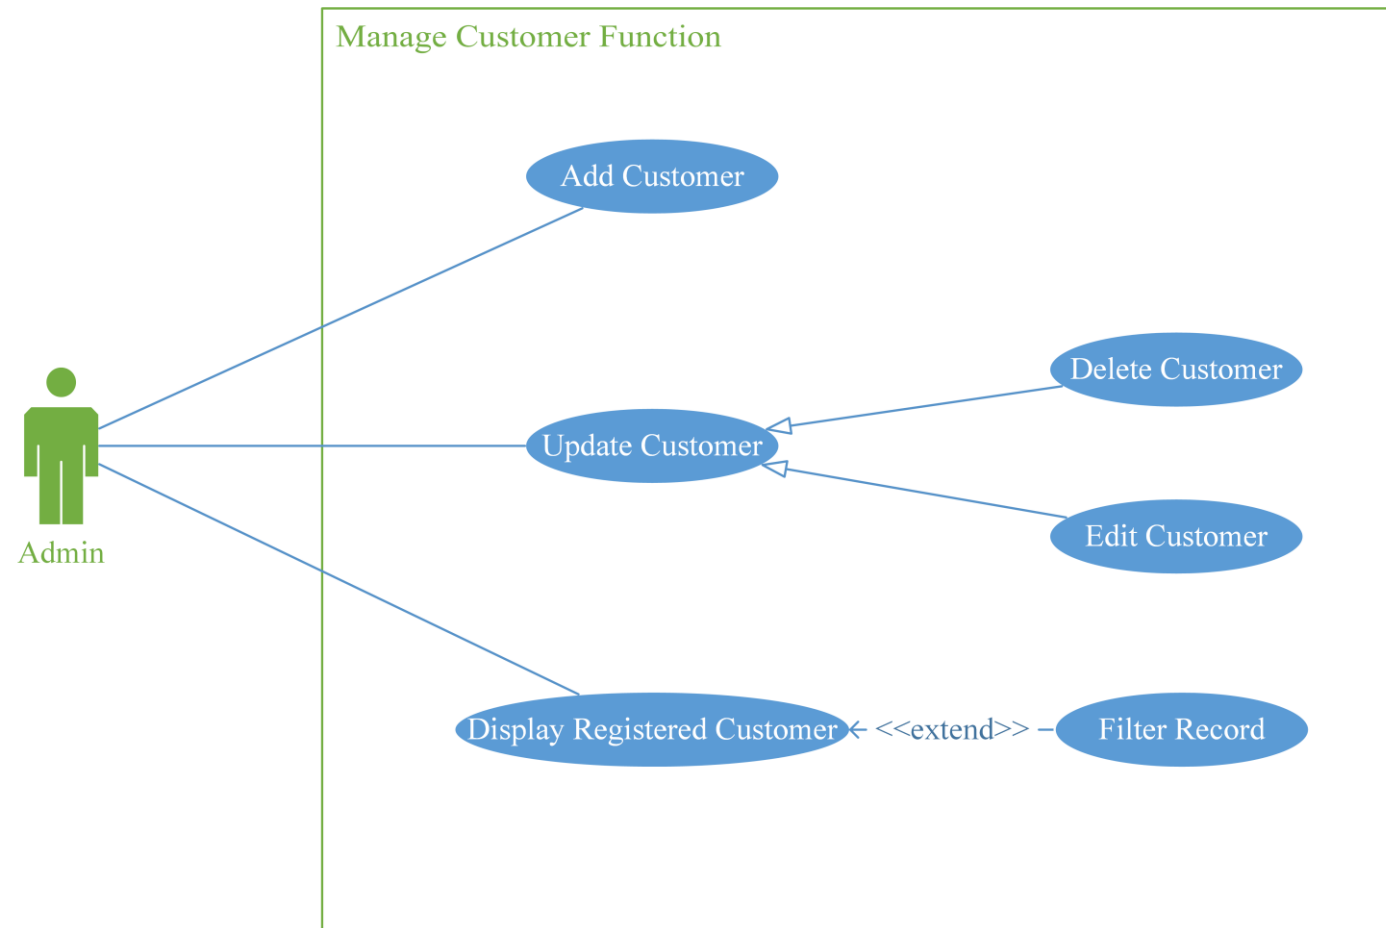 Manage Customer Function
Add Customer
Delete Customer
Update Customer
Edit Customer
Admin
Display Registered Customer
<<extend>>
Filter Record